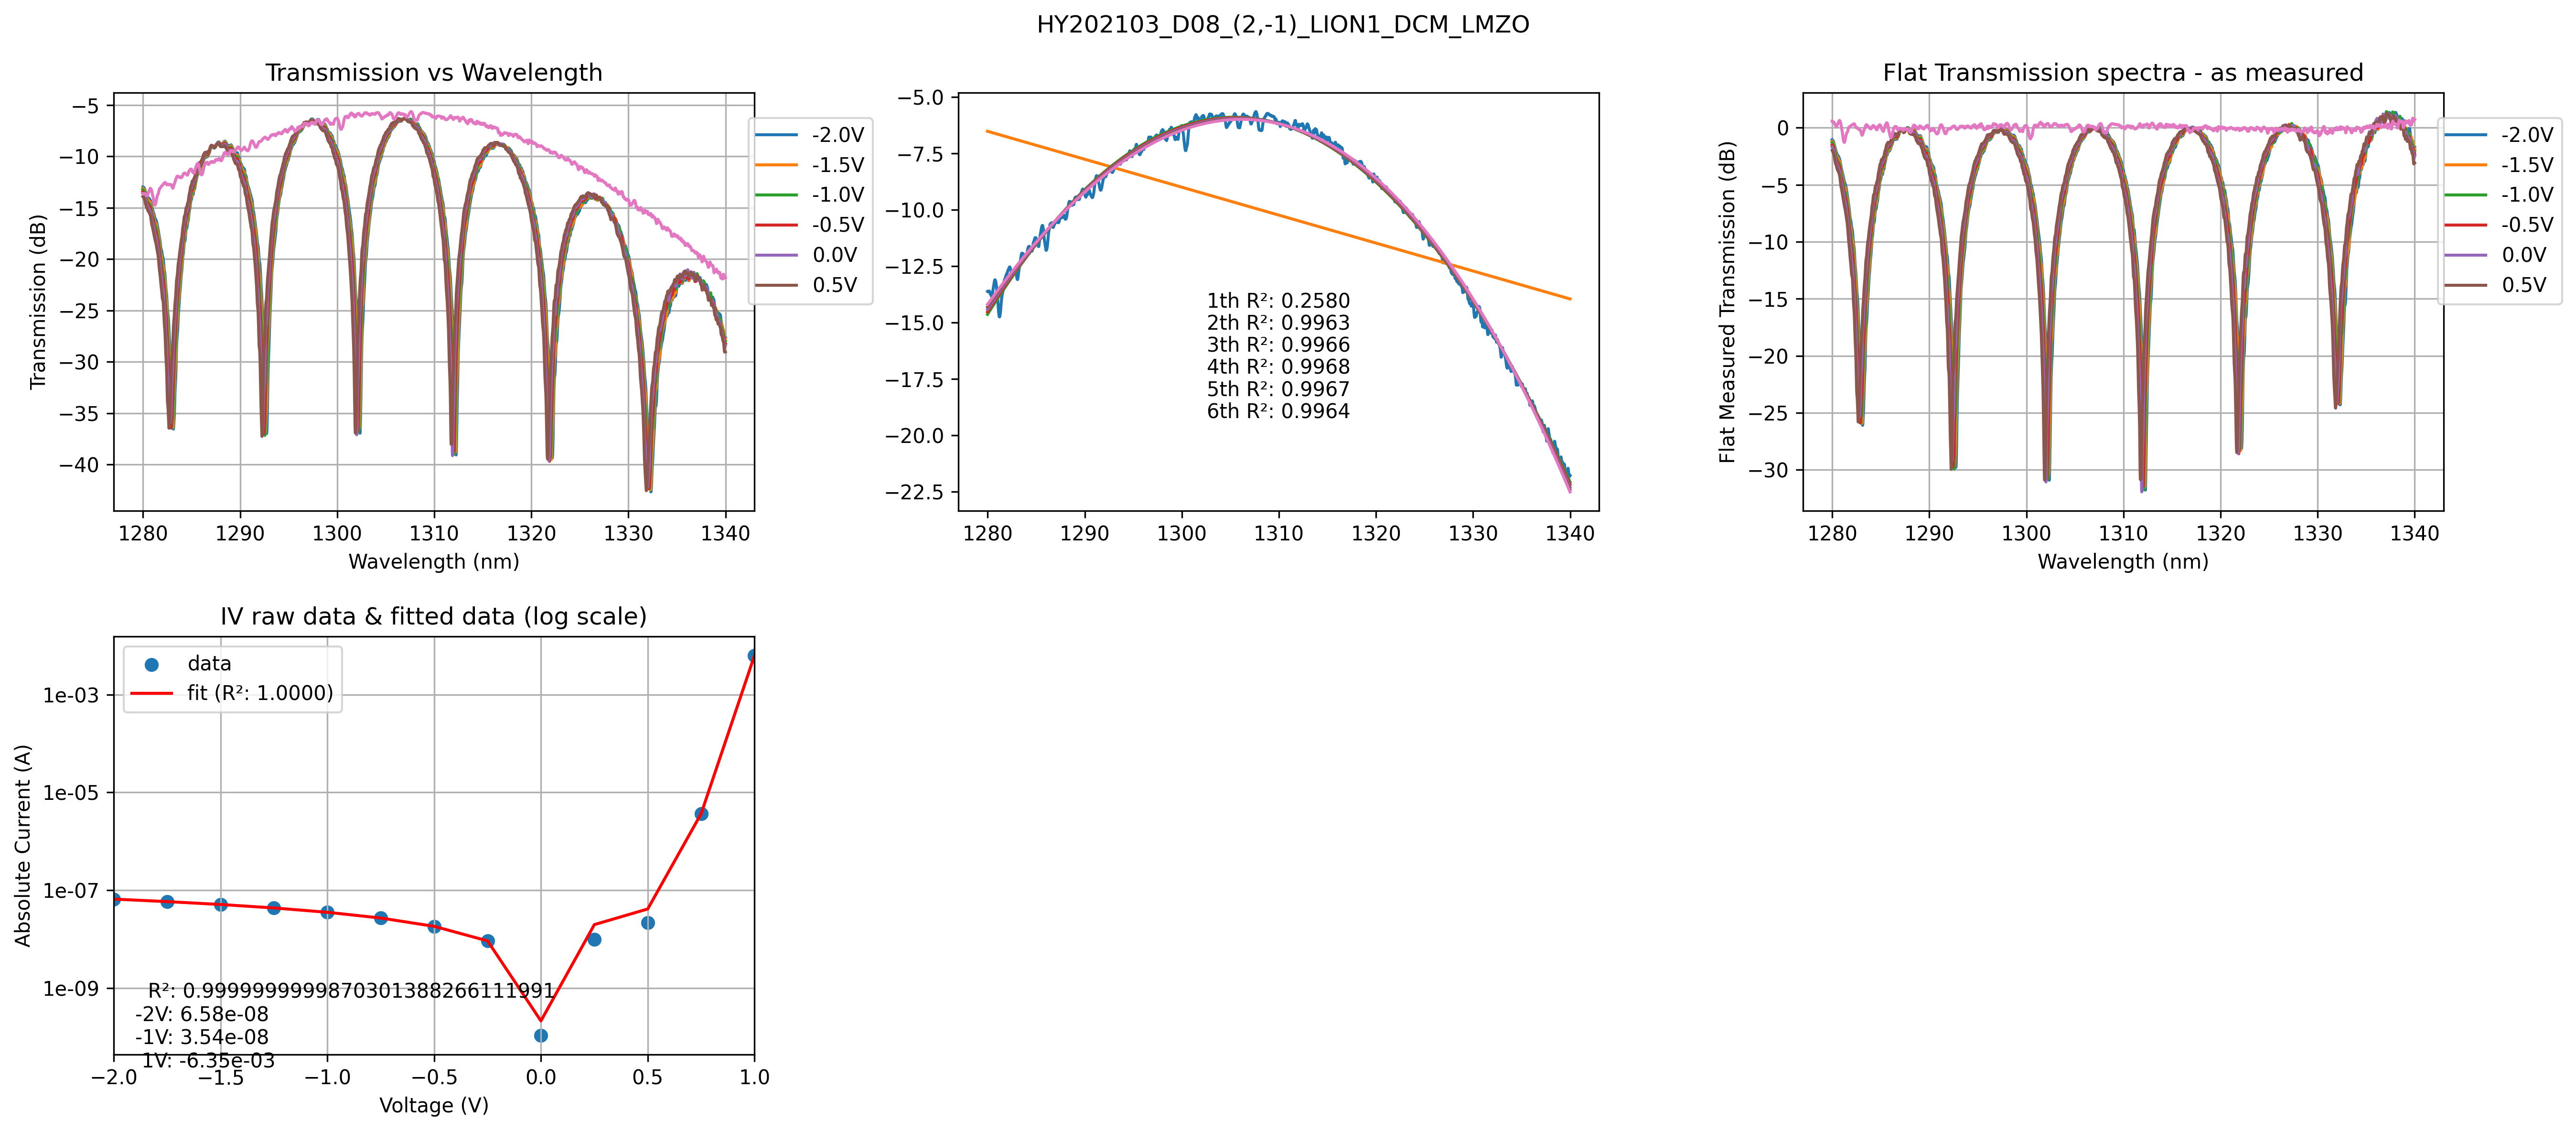 HY202103_D08_(2,-1)_LION1_DCM_LMZO
Transmission vs Wavelength
Transmission (dB)
−5
−10
−15
−20
−25
−30
−35
−40
1280 1290 1300 1310 1320 1330 1340
Wavelength (nm)
-2.0V
-1.5V
-1.0V
-0.5V
0.0V
0.5V
−5.0
−7.5
−10.0
−12.5
−15.0
−17.5
−20.0
−22.5
1th R²: 0.2580
2th R²: 0.9963
3th R²: 0.9966
4th R²: 0.9968
5th R²: 0.9967
6th R²: 0.9964
1280 1290 1300 1310 1320 1330 1340
Flat Transmission spectra - as measured
Flat Measured Transmission (dB)
0
−5
−10
−15
−20
−25
−30
1280 1290 1300 1310 1320 1330 1340
Wavelength (nm)
-2.0V
-1.5V
-1.0V
-0.5V
0.0V
0.5V
IV raw data & fitted data (log scale)
data
fit (R²: 1.0000)
Absolute Current (A)
1e-03
1e-05
1e-07
1e-09
R²: 0.9999999999870301388266111991
-2V: 6.58e-08
-1V: 3.54e-08
1V: -6.35e-03
−2.0 −1.5 −1.0 −0.5 0.0 0.5 1.0
Voltage (V)